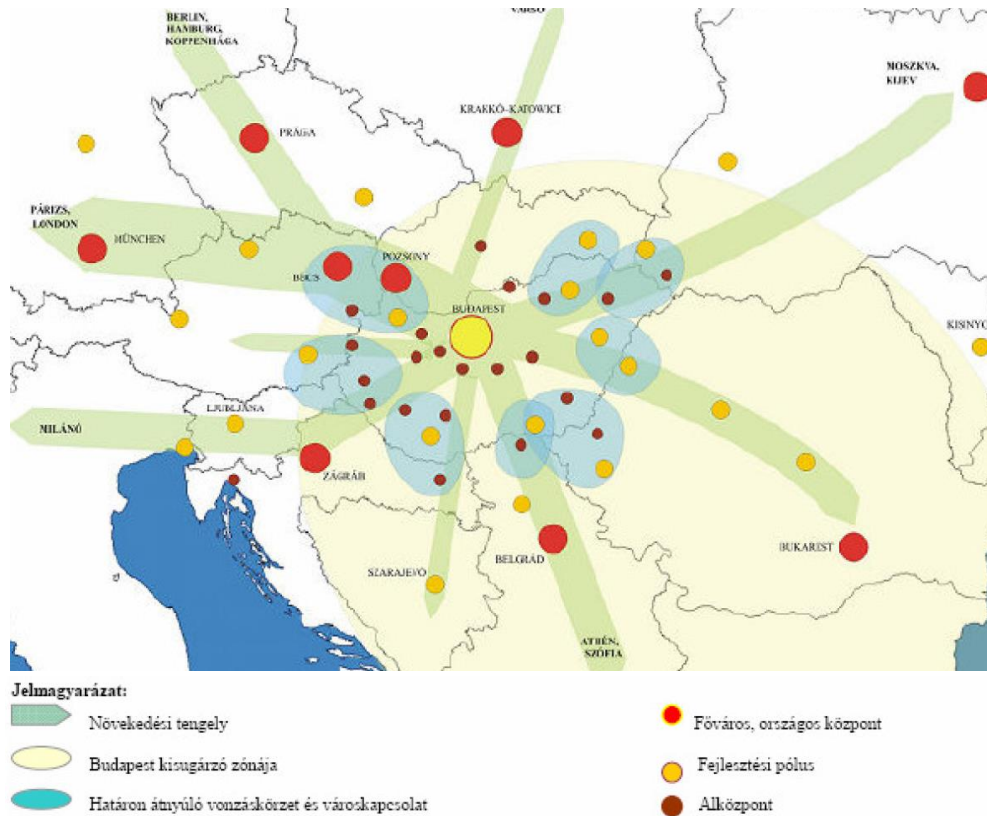 BERLIN,
HAMBURG,
KOPPENHÁGA
VARSÓ
MOSZKVA,
KIJEV
KRAKKÓ-KATOWICE
PRÁGA
PÁRIZS,
LONDON
MÜNCHEN
BÉCS
POZSONY
BUDAPEST
KISINYOV
LJUBLJANA
MILÁNÓ
ZÁGRÁB
BELGRÁD
BUKAREST
SZARAJEVÓ
ATHÉN,
SZÓFIA
Jelmagyarázat:
Növekedési tengely
Főváros, országos központ
Budapest kisugárzó zónája
Fejlesztési pólus
Határon átnyúló vonzáskörzet és városkapcsolat
Alközpont